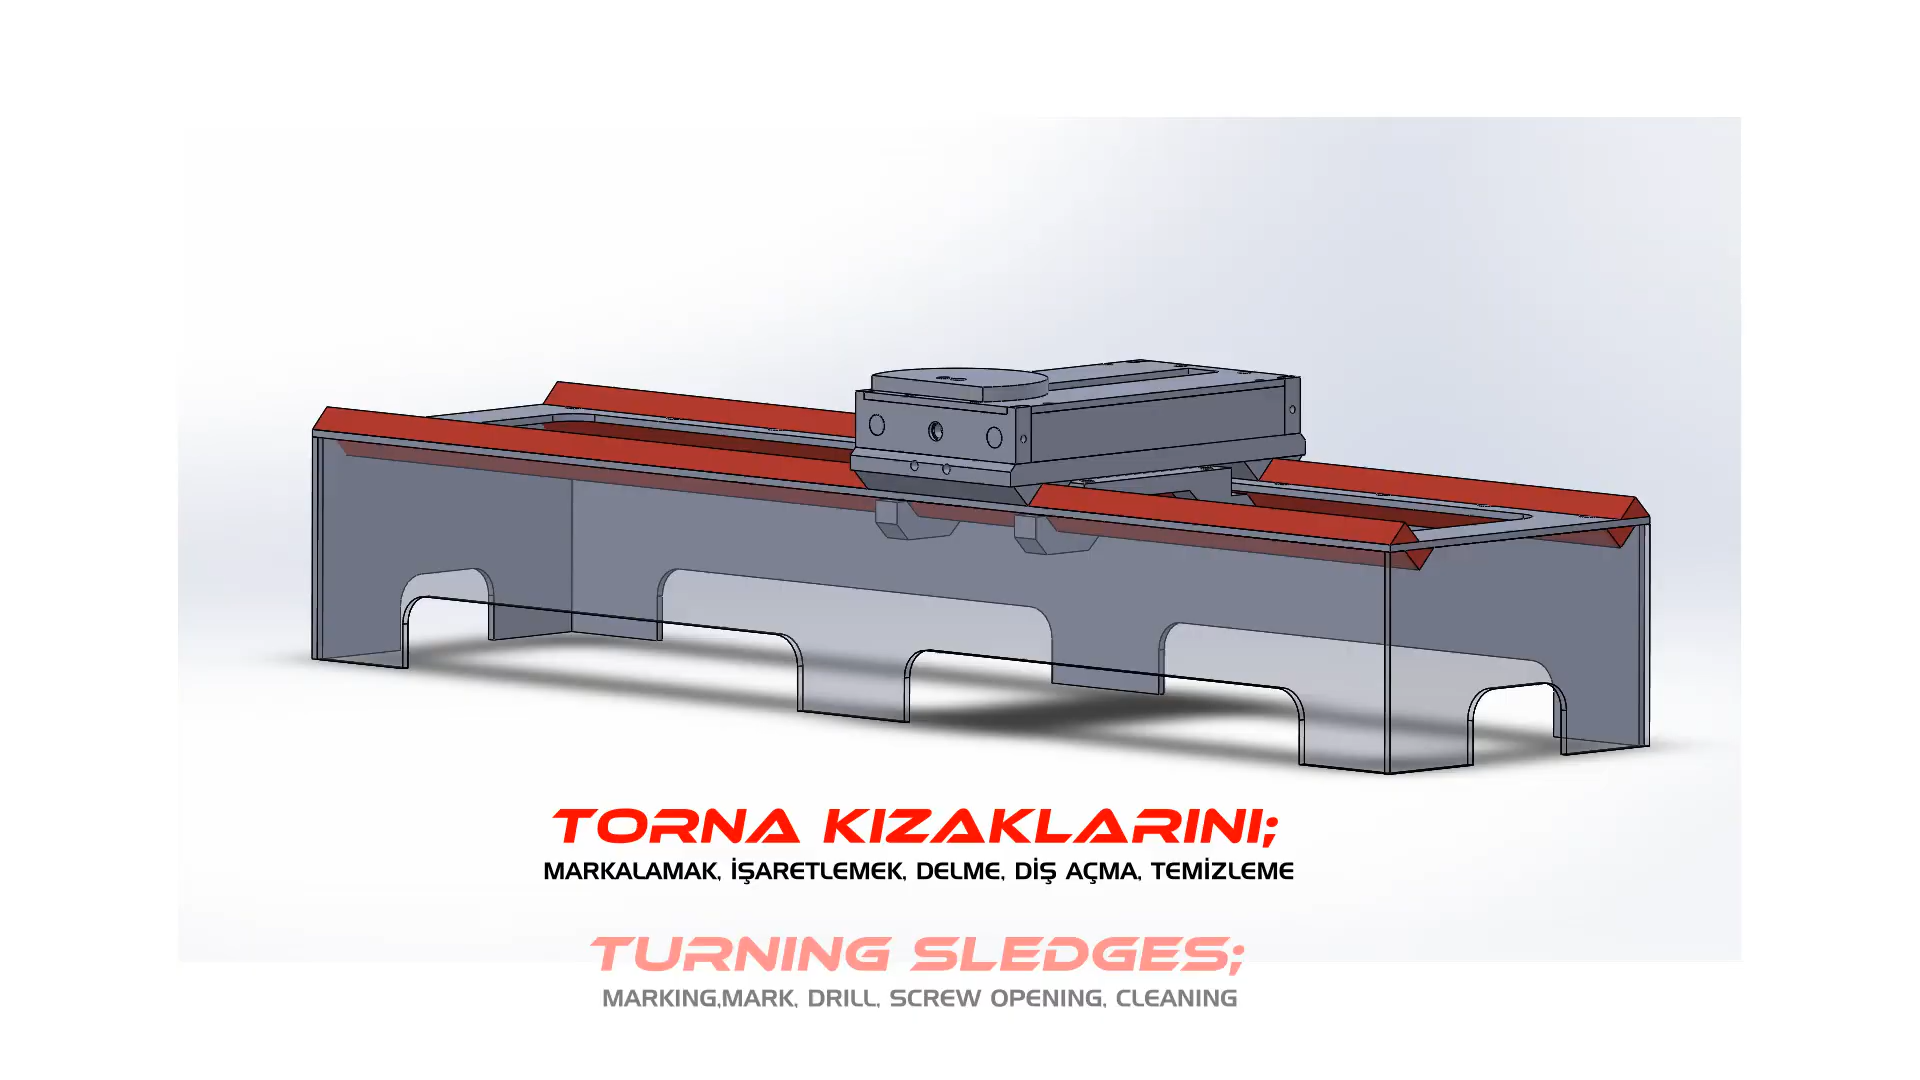 TORNA KIZAKLARINI;
MARKALAMAK, İŞARETLEMEK, DELME, DİŞ AÇMA, TEMİZLEME
TURNING SLEDGES;
MARKING,MARK, DRILL, SCREW OPENING, CLEANING